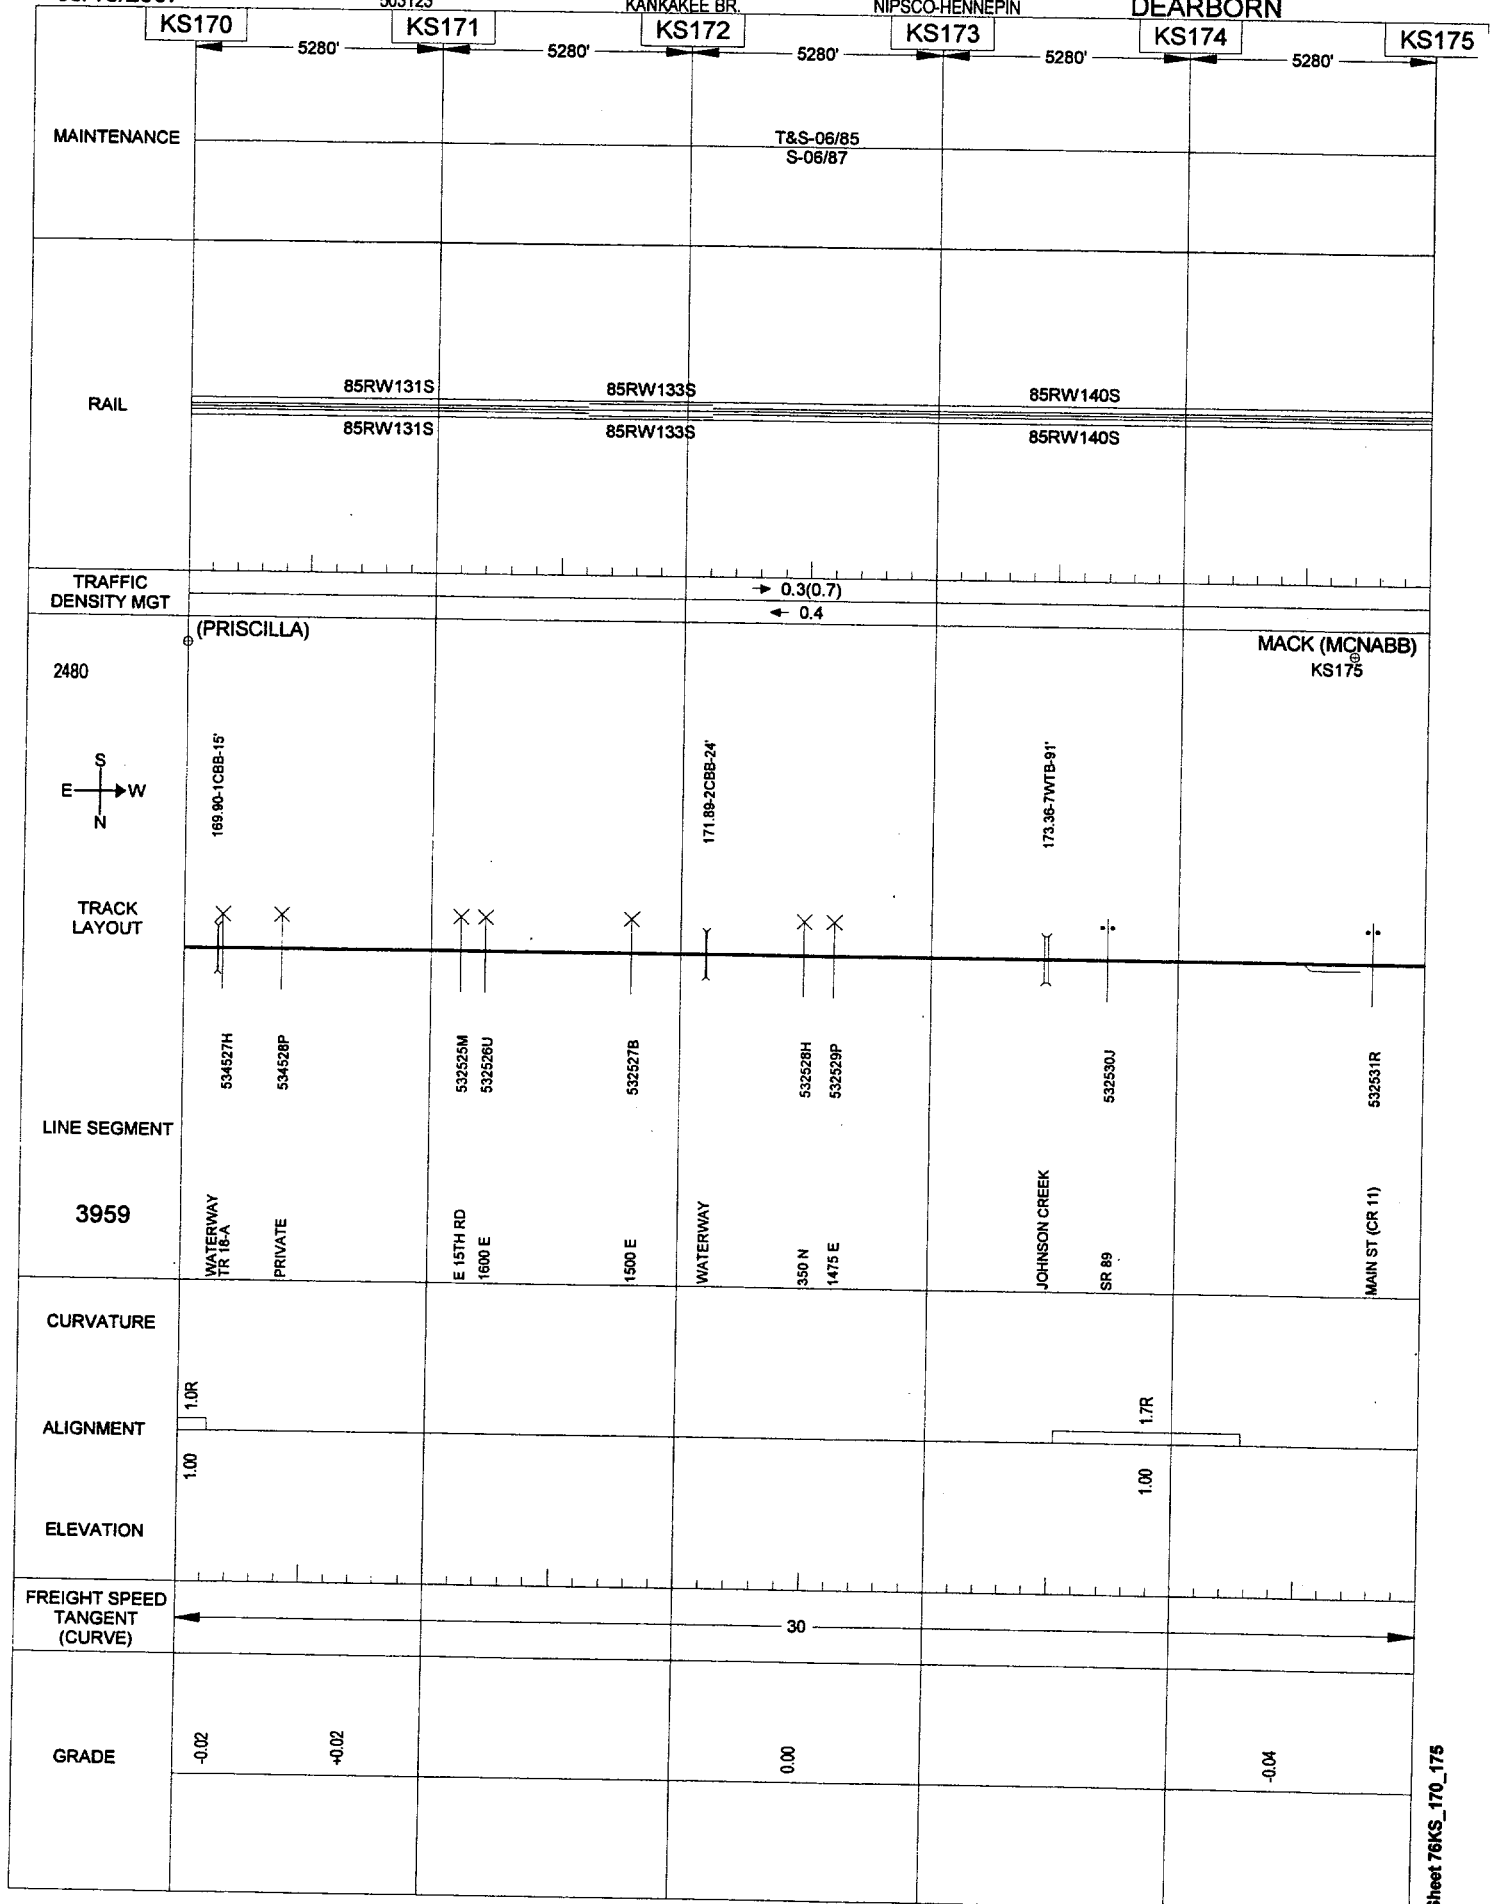 503123 KANKAKEE BR. NIPSCO-HENNEPIN DEARBORN
KS170 KS171 KS172 KS173 KS174 KS175
5280' 5280' 5280' 5280' 5280'
MAINTENANCE
T&S-06/85
S-06/87
RAIL
85RW131S 85RW133S 85RW140S
85RW131S 85RW133S 85RW140S
TRAFFIC
DENSITY MGT
→ 0.3(0.7)
← 0.4
(PRISCILLA)
MACK (MCNABB)
KS175
2480
S
E W
N
169.90-1CBB-15'
171.89-2CBB-24'
173.36-7WTB-91'
TRACK
LAYOUT
534527H
534528P
532525M
532526U
532527B
532528H
532529P
532530J
532531R
LINE SEGMENT
3959
WATERWAY
TR 18-A
PRIVATE
E 15TH RD
1600 E
1500 E
WATERWAY
350 N
1475 E
JOHNSON CREEK
SR 89
MAIN ST (CR 11)
CURVATURE
1.0R
1.7R
ALIGNMENT
1.00
1.00
ELEVATION
FREIGHT SPEED
TANGENT
(CURVE)
30
GRADE
-0.02
+0.02
0.00
-0.04
Sheet 76KS_170_175